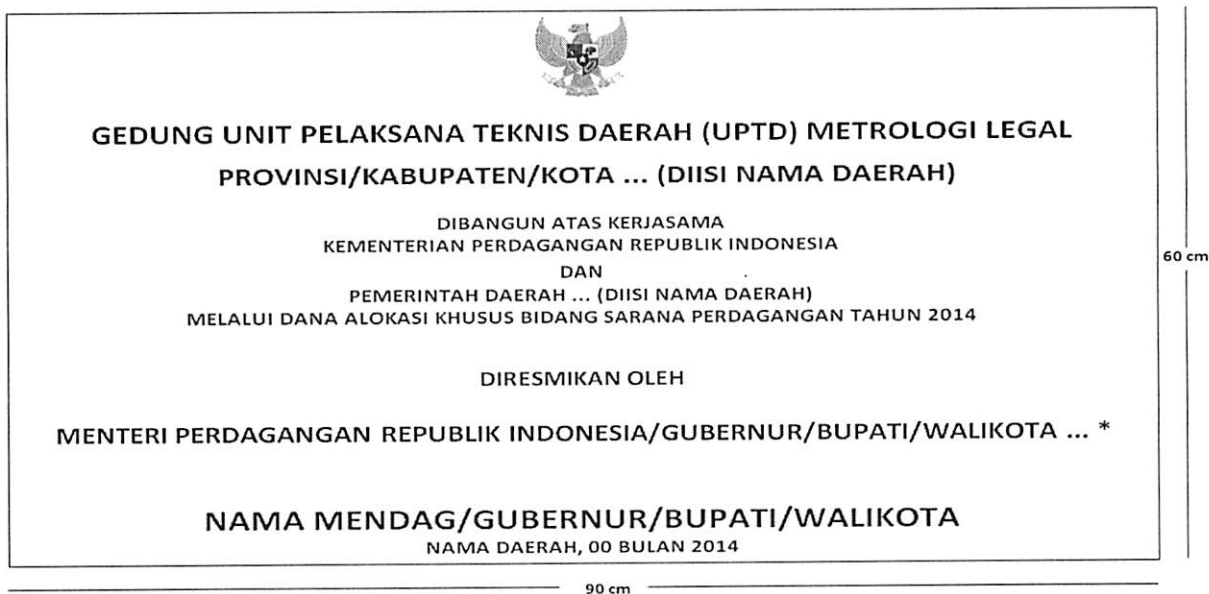 GEDUNG UNIT PELAKSANA TEKNIS DAERAH (UPTD) METROLOGI LEGAL
PROVINSI/KABUPATEN/KOTA ... (DIISI NAMA DAERAH)
DIBANGUN ATAS KERJASAMA
KEMENTERIAN PERDAGANGAN REPUBLIK INDONESIA
DAN
PEMERINTAH DAERAH ... (DIISI NAMA DAERAH)
MELALUI DANA ALOKASI KHUSUS BIDANG SARANA PERDAGANGAN TAHUN 2014
DIRESMIKAN OLEH
MENTERI PERDAGANGAN REPUBLIK INDONESIA/GUBERNUR/BUPATI/WALIKOTA ... *
NAMA MENDAG/GUBERNUR/BUPATI/WALIKOTA
NAMA DAERAH, 00 BULAN 2014
60 cm
90 cm